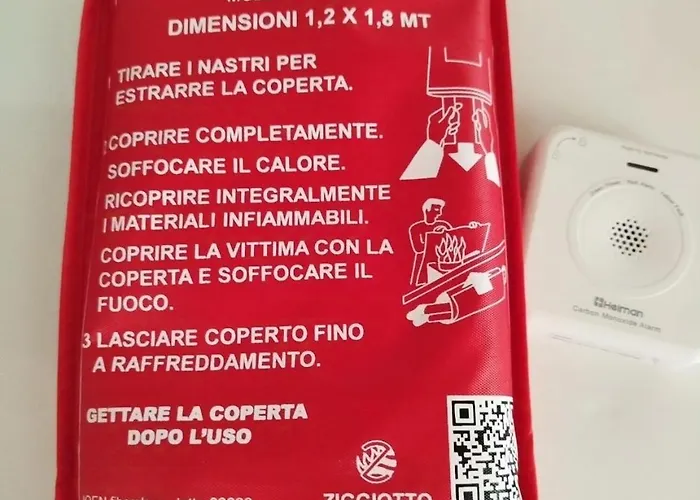 DIMENSIONI 1,2 X 1,8 MT
TIRARE I NASTRI PER
ESTRARRE LA COPERTA.
2 COPRIRE COMPLETAMENTE.
SOFFOCARE IL CALORE.
RICOPRIRE INTEGRALMENTE
I MATERIALI INFIAMMABILI.
COPRIRE LA VITTIMA CON LA
COPERTA E SOFFOCARE IL
FUOCO.
3 LASCIARE COPERTO FINO
A RAFFREDDAMENTO.
GETTARE LA COPERTA
DOPO L'USO
ZIGGIOTTO
Heiman
Carbon Monoxide Alarm